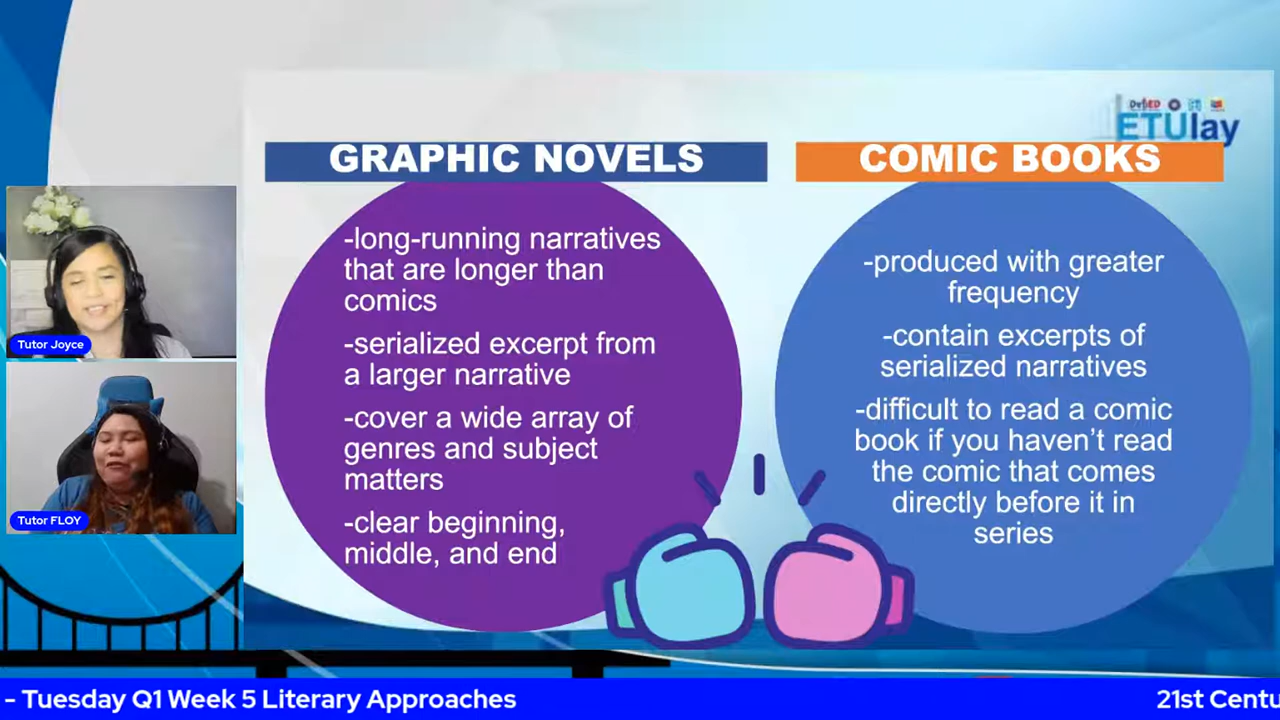 DepED
ETUlay
GRAPHIC NOVELS
-long-running narratives
that are longer than
comics
-serialized excerpt from
a larger narrative
-cover a wide array of
genres and subject
matters
-clear beginning,
middle, and end
COMIC BOOKS
-produced with greater
frequency
-contain excerpts of
serialized narratives
-difficult to read a comic
book if you haven’t read
the comic that comes
directly before it in
series
Tutor Joyce
Tutor FLOY
- Tuesday Q1 Week 5 Literary Approaches
21st Centu